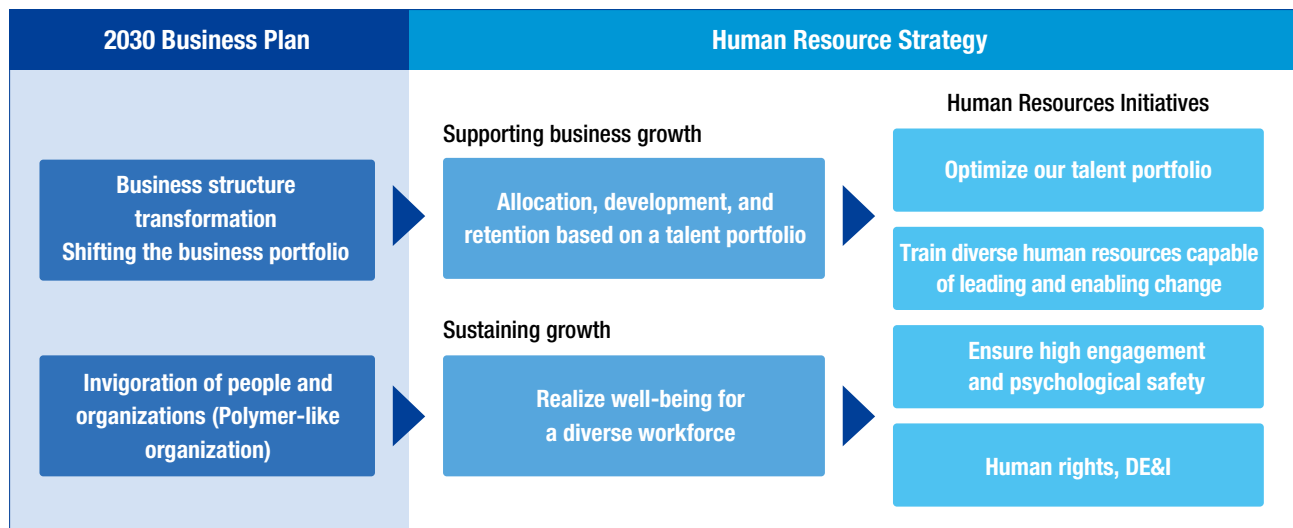 2030 Business Plan
Human Resource Strategy
Business structure
transformation
Shifting the business portfolio
Invigoration of people and
organizations (Polymer-like
organization)
Supporting business growth
Allocation, development, and
retention based on a talent portfolio
Sustaining growth
Realize well-being for
a diverse workforce
Human Resources Initiatives
Optimize our talent portfolio
Train diverse human resources capable
of leading and enabling change
Ensure high engagement
and psychological safety
Human rights, DE&I